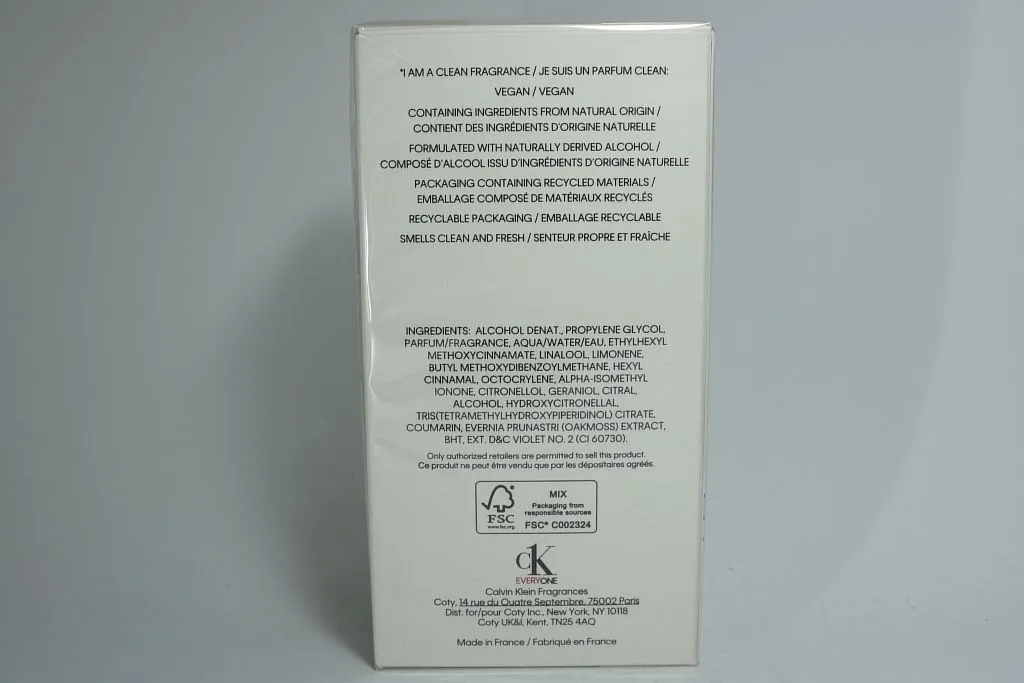 *I AM A CLEAN FRAGRANCE / JE SUIS UN PARFUM CLEAN:
VEGAN / VEGAN
CONTAINING INGREDIENTS FROM NATURAL ORIGIN /
CONTIENT DES INGRÉDIENTS D'ORIGINE NATURELLE
FORMULATED WITH NATURALLY DERIVED ALCOHOL /
COMPOSÉ D'ALCOOL ISSU D'INGRÉDIENTS D'ORIGINE NATURELLE
PACKAGING CONTAINING RECYCLED MATERIALS /
EMBALLAGE COMPOSÉ DE MATÉRIAUX RECYCLÉS
RECYCLABLE PACKAGING / EMBALLAGE RECYCLABLE
SMELLS CLEAN AND FRESH / SENTEUR PROPRE ET FRAÎCHE
INGREDIENTS: ALCOHOL DENAT., PROPYLENE GLYCOL,
PARFUM/FRAGRANCE, AQUA/WATER/EAU, ETHYLHEXYL
METHOXYCINNAMATE, LINALOOL, LIMONENE,
BUTYL METHOXYDIBENZOYLMETHANE, HEXYL
CINNAMAL, OCTOCRYLENE, ALPHA-ISOMETHYL
IONONE, CITRONELLOL, GERANIOL, CITRAL,
ALCOHOL, HYDROXYCITRONELLAL,
TRIS(TETRAMETHYLHYDROXYPIPERIDINOL) CITRATE,
COUMARIN, EVERNIA PRUNASTRI (OAKMOSS) EXTRACT,
BHT, EXT. D&C VIOLET NO. 2 (CI 60730).
Only authorized retailers are permitted to sell this product.
Ce produit ne peut être vendu que par les dépositaires agréés.
FSC
www.fsc.org
MIX
Packaging from
responsible sources
FSC® C002324
cK
EVERYONE
Calvin Klein Fragrances
Coty, 14 rue du Quatre Septembre, 75002 Paris
Dist. for/pour Coty Inc., New York, NY 10118
Coty UK&I, Kent, TN25 4AQ
Made in France / Fabriqué en France